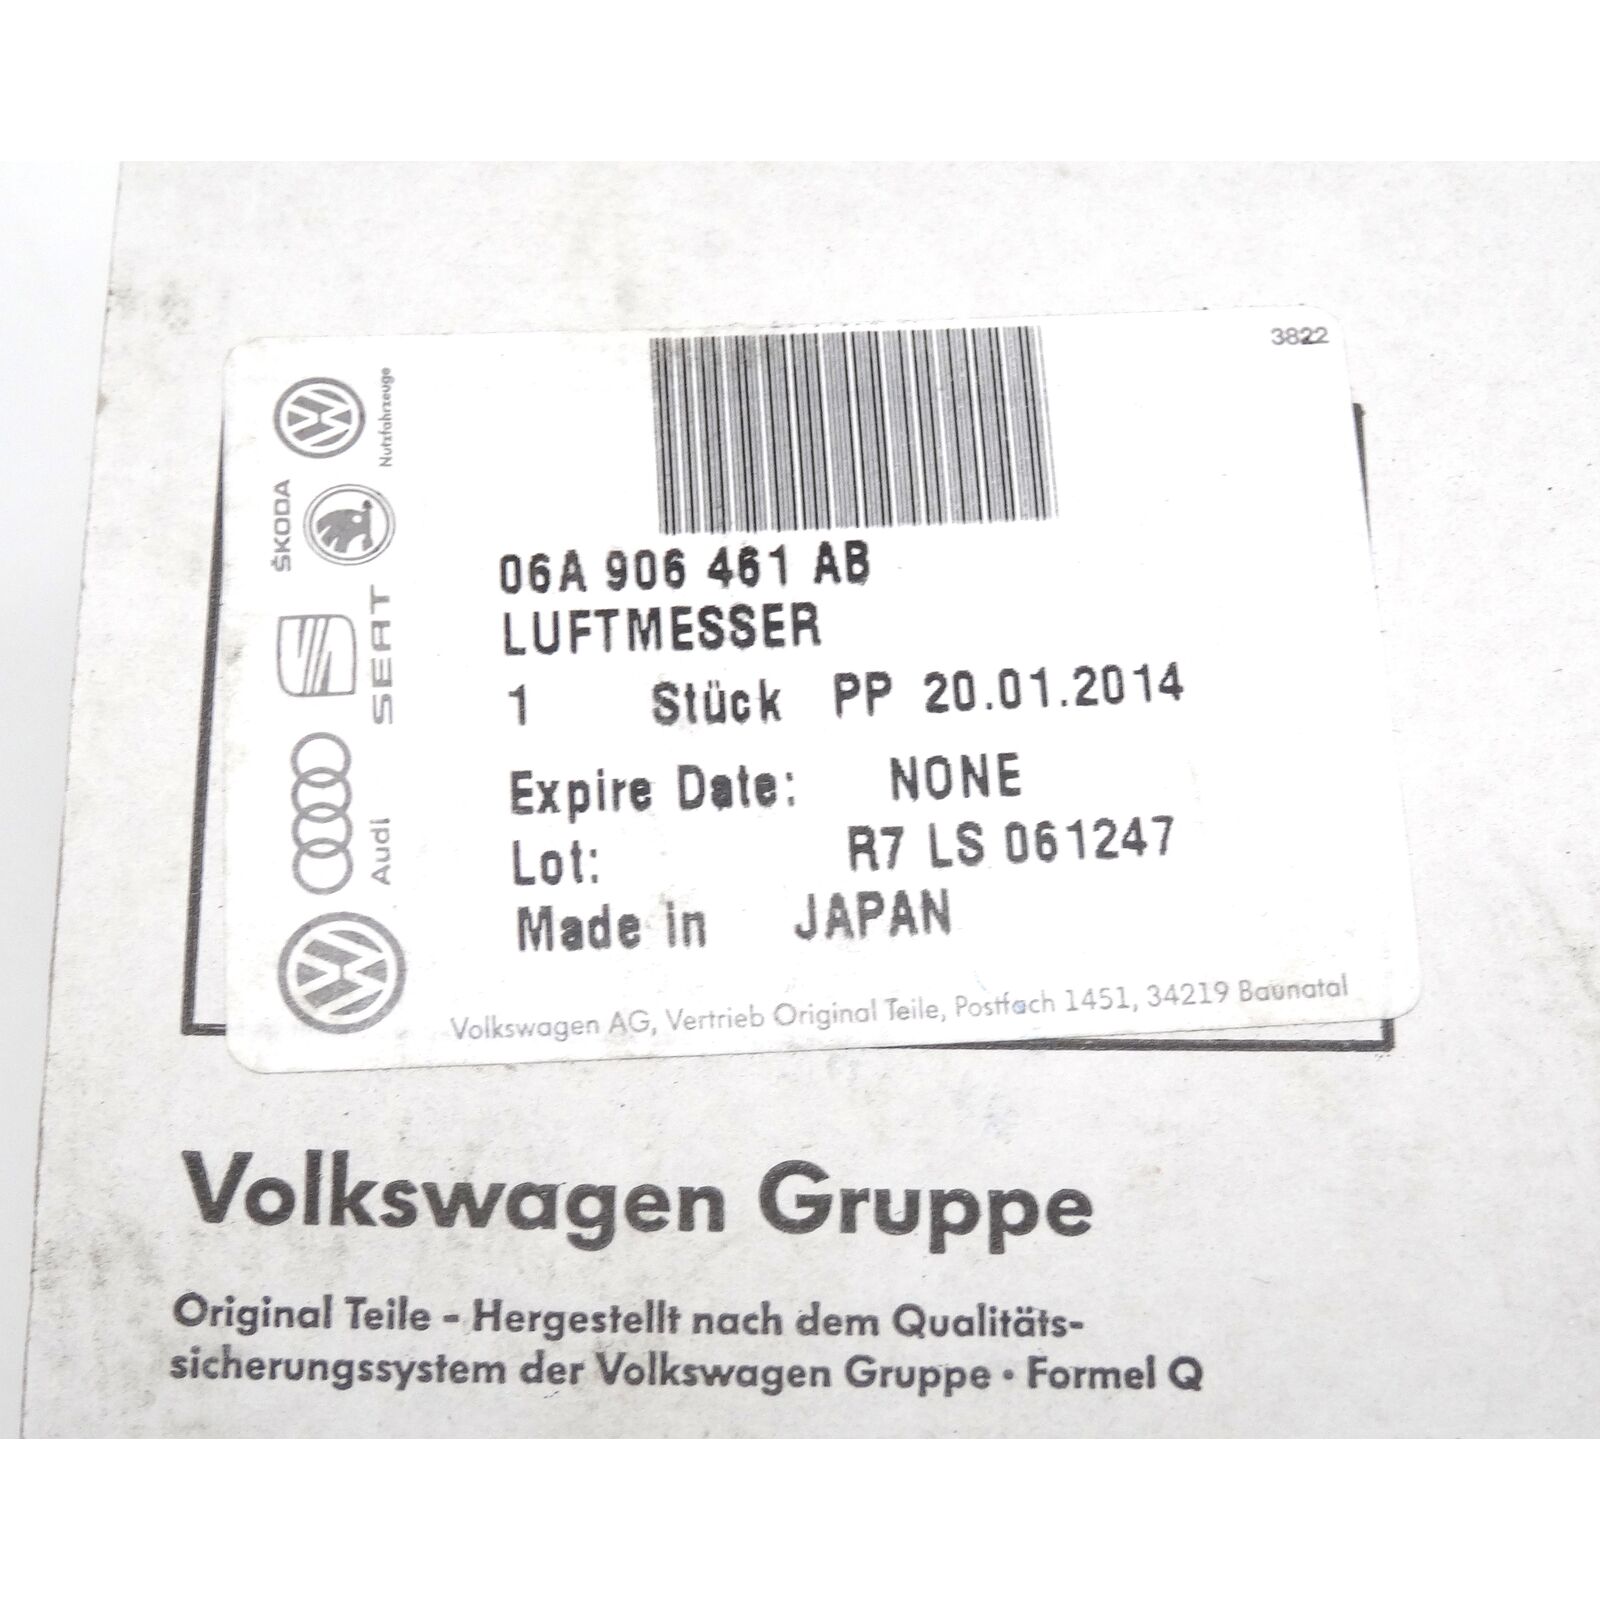 3822
Nutzfahrzeuge
ŠKODA
SEAT
Audi
06A 906 461 AB
LUFTMESSER
1 Stück PP 20.01.2014
Expire Date: NONE
Lot: R7 LS 061247
Made in JAPAN
Volkswagen AG, Vertrieb Original Teile, Postfach 1451, 34219 Baunatal
Volkswagen Gruppe
Original Teile - Hergestellt nach dem Qualitäts-
sicherungssystem der Volkswagen Gruppe • Formel Q